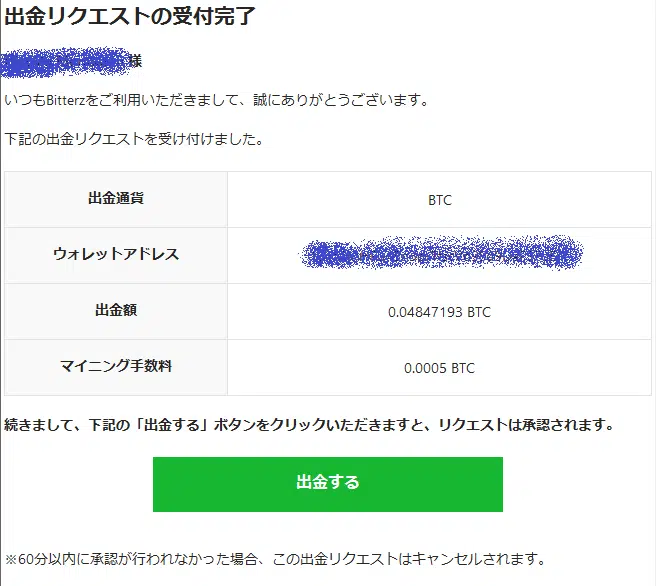 出金リクエストの受付完了
様
いつもBitterzをご利用いただきまして、誠にありがとうございます。
下記の出金リクエストを受け付けました。
出金通貨 BTC
ウォレットアドレス
出金額 0.04847193 BTC
マイニング手数料 0.0005 BTC
続きまして、下記の「出金する」ボタンをクリックいただきますと、リクエストは承認されます。
出金する
※60分以内に承認が行われなかった場合、この出金リクエストはキャンセルされます。